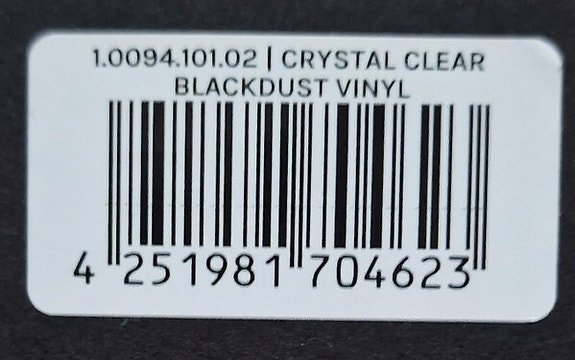 1.0094.101.02 | CRYSTAL CLEAR
BLACKDUST VINYL
4 251981 704623